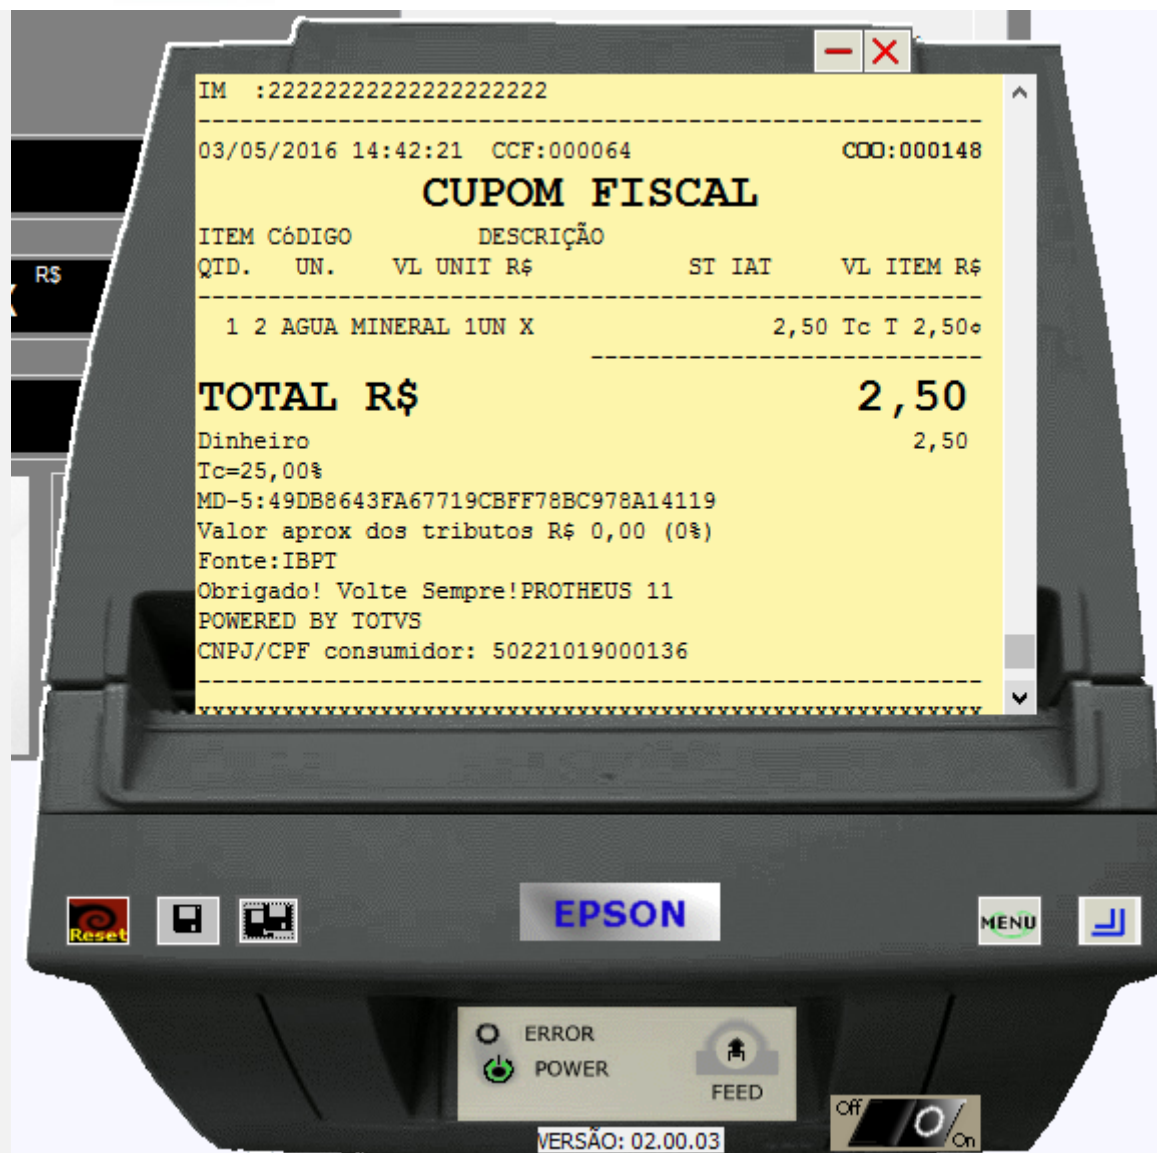 R$
IM :22222222222222222222
03/05/2016 14:42:21 CCF:000064 COO:000148
CUPOM FISCAL
ITEM CóDIGO DESCRIÇÃO
QTD. UN. VL UNIT R$ ST IAT VL ITEM R$
1 2 AGUA MINERAL 1UN X 2,50 Tc T 2,50¢
TOTAL R$ 2,50
Dinheiro 2,50
Tc=25,00%
MD-5:49DB8643FA67719CBFF78BC978A14119
Valor aprox dos tributos R$ 0,00 (0%)
Fonte:IBPT
Obrigado! Volte Sempre!PROTHEUS 11
POWERED BY TOTVS
CNPJ/CPF consumidor: 50221019000136
Reset
EPSON
MENU
ERROR
POWER
FEED
Off
On
VERSÃO: 02.00.03